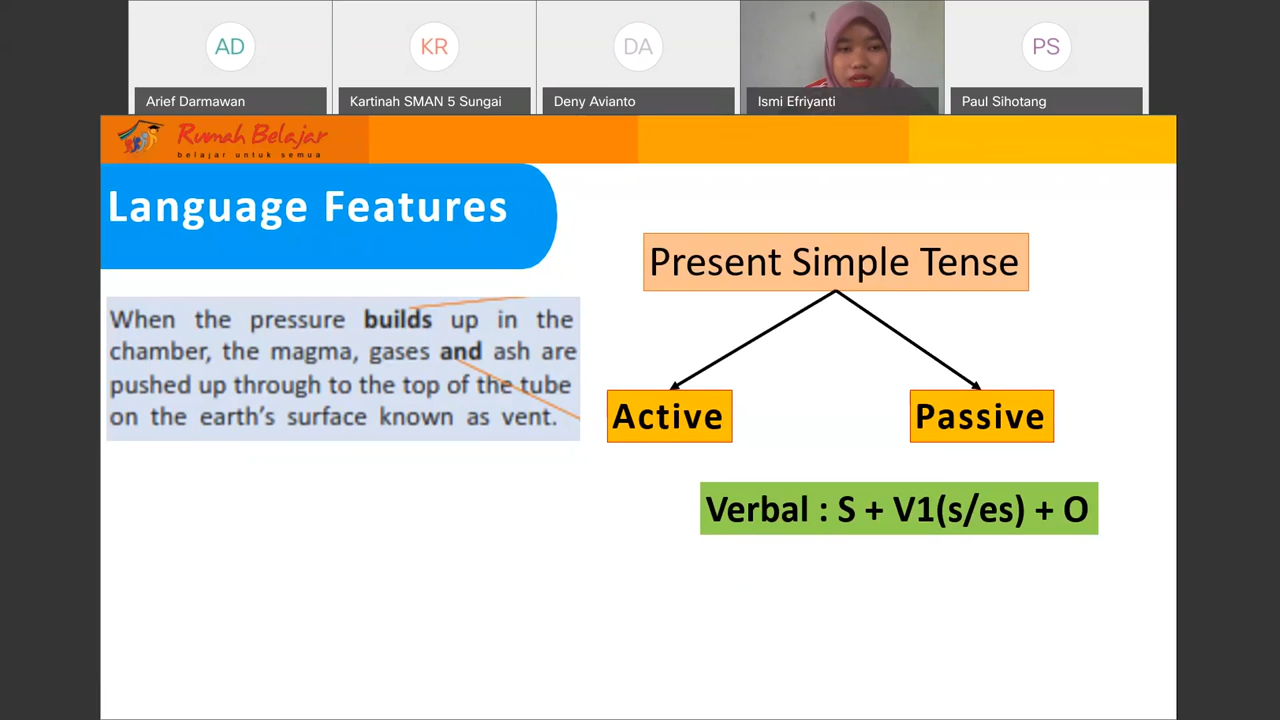 AD
KR
DA
PS
Arief Darmawan
Kartinah SMAN 5 Sungai
Deny Avianto
Ismi Efriyanti
Paul Sihotang
Rumah Belajar
belajar untuk semua
Language Features
When the pressure builds up in the
chamber, the magma, gases and ash are
pushed up through to the top of the tube
on the earth's surface known as vent.
Present Simple Tense
Active
Passive
Verbal : S + V1(s/es) + O